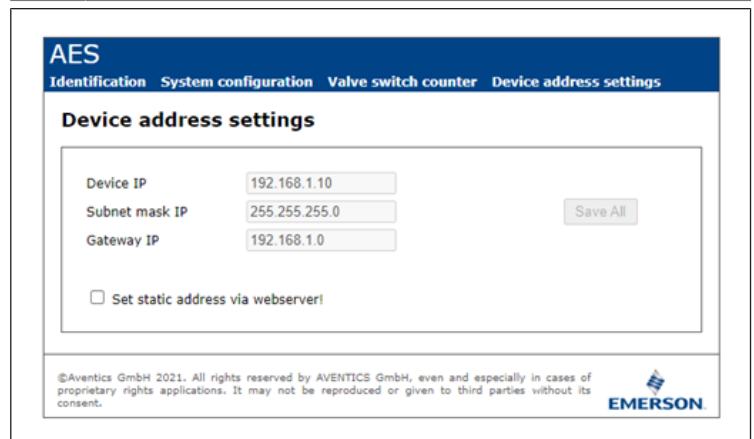 AES
Identification System configuration Valve switch counter Device address settings
Device address settings
Device IP 192.168.1.10
Subnet mask IP 255.255.255.0 Save All
Gateway IP 192.168.1.0
Set static address via webserver!
©Aventics GmbH 2021. All rights reserved by AVENTICS GmbH, even and especially in cases of
proprietary rights applications. It may not be reproduced or given to third parties without its
consent.
EMERSON.